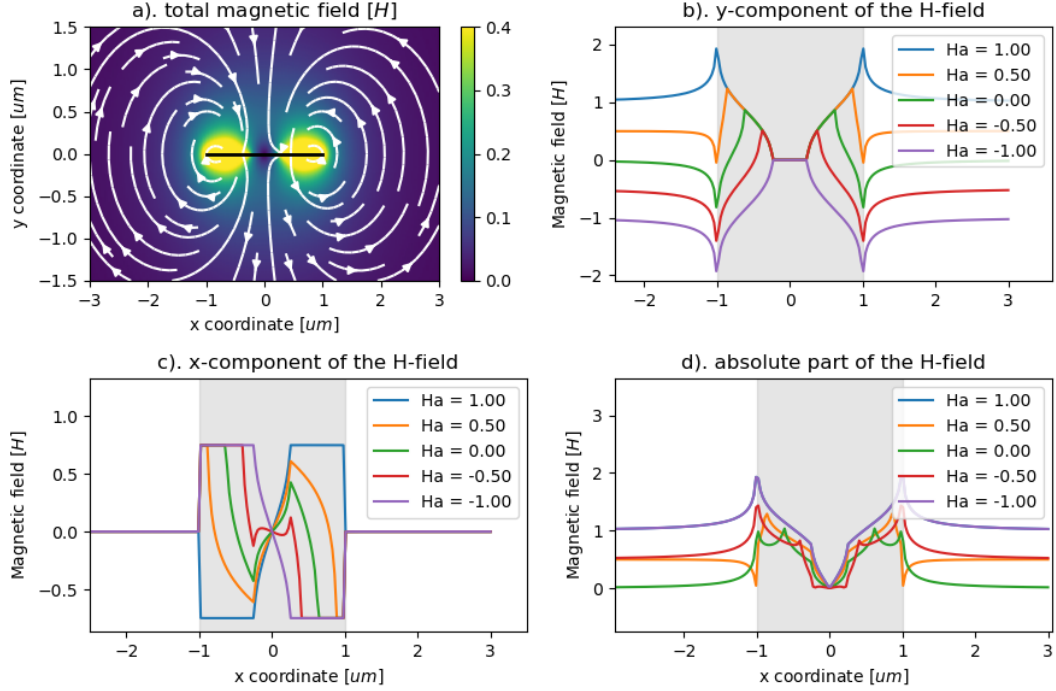 a). total magnetic field [H]
1.5
1.0
0.5
0.0
−0.5
−1.0
−1.5
y coordinate [um]
−3 −2 −1 0 1 2 3
x coordinate [um]
0.4
0.3
0.2
0.1
0.0
b). y-component of the H-field
2
1
0
−1
−2
Magnetic field [H]
Ha = 1.00
Ha = 0.50
Ha = 0.00
Ha = -0.50
Ha = -1.00
−2 −1 0 1 2 3
x coordinate [um]
c). x-component of the H-field
1.0
0.5
0.0
−0.5
Magnetic field [H]
Ha = 1.00
Ha = 0.50
Ha = 0.00
Ha = -0.50
Ha = -1.00
−2 −1 0 1 2 3
x coordinate [um]
d). absolute part of the H-field
3
2
1
0
Magnetic field [H]
Ha = 1.00
Ha = 0.50
Ha = 0.00
Ha = -0.50
Ha = -1.00
−2 −1 0 1 2 3
x coordinate [um]